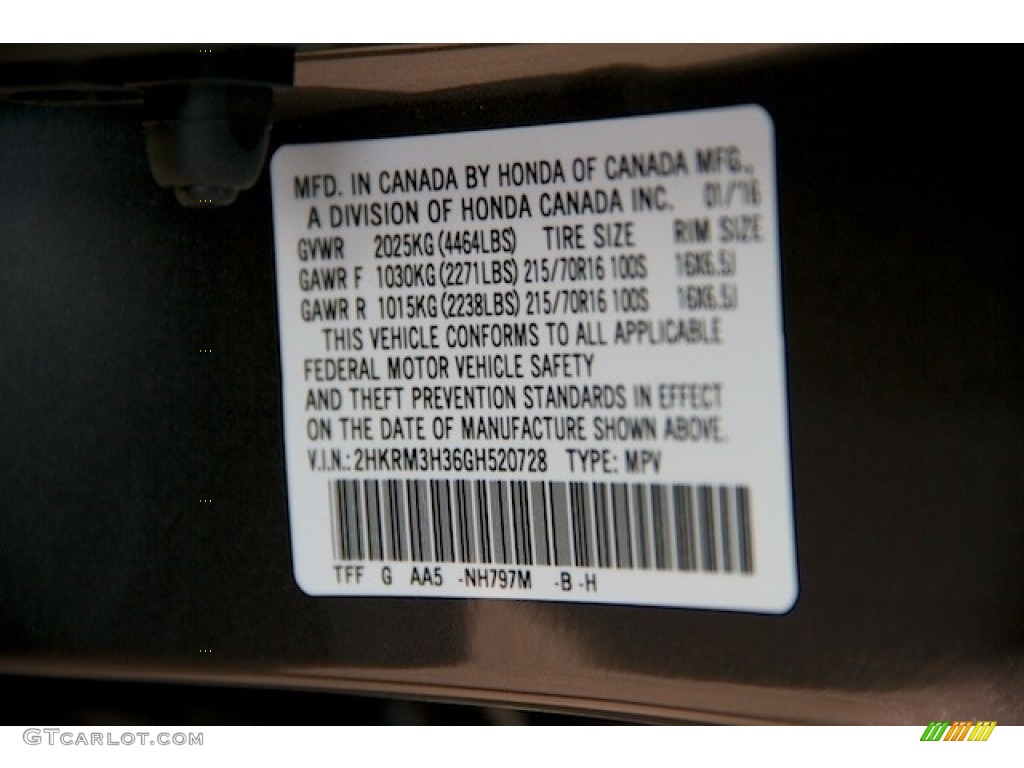 MFD. IN CANADA BY HONDA OF CANADA MFG.,
A DIVISION OF HONDA CANADA INC. 01/'16
GVWR 2025KG(4464LBS) TIRE SIZE RIM SIZE
GAWR F 1030KG(2271LBS) 215/70R16 100S 16X6.5J
GAWR R 1015KG(2238LBS) 215/70R16 100S 16X6.5J
THIS VEHICLE CONFORMS TO ALL APPLICABLE
FEDERAL MOTOR VEHICLE SAFETY
AND THEFT PREVENTION STANDARDS IN EFFECT
ON THE DATE OF MANUFACTURE SHOWN ABOVE.
V.I.N.: 2HKRM3H36GH520728 TYPE: MPV
TFF G AA5 -NH797M -B -H
GTCARLOT.COM